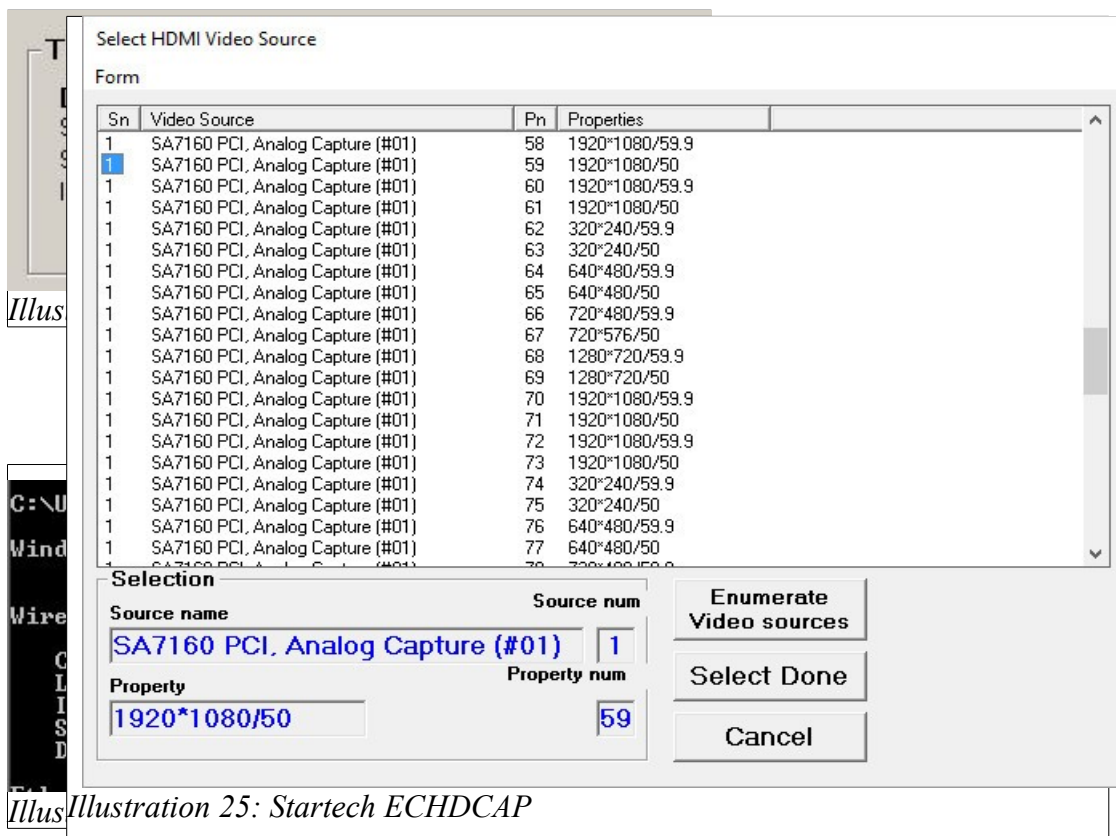 Select HDMI Video Source
Form
Sn Video Source Pn Properties
1 SA7160 PCI, Analog Capture (#01) 58 1920*1080/59.9
1 SA7160 PCI, Analog Capture (#01) 59 1920*1080/50
1 SA7160 PCI, Analog Capture (#01) 60 1920*1080/59.9
1 SA7160 PCI, Analog Capture (#01) 61 1920*1080/50
1 SA7160 PCI, Analog Capture (#01) 62 320*240/59.9
1 SA7160 PCI, Analog Capture (#01) 63 320*240/50
1 SA7160 PCI, Analog Capture (#01) 64 640*480/59.9
1 SA7160 PCI, Analog Capture (#01) 65 640*480/50
1 SA7160 PCI, Analog Capture (#01) 66 720*480/59.9
1 SA7160 PCI, Analog Capture (#01) 67 720*576/50
1 SA7160 PCI, Analog Capture (#01) 68 1280*720/59.9
1 SA7160 PCI, Analog Capture (#01) 69 1280*720/50
1 SA7160 PCI, Analog Capture (#01) 70 1920*1080/59.9
1 SA7160 PCI, Analog Capture (#01) 71 1920*1080/50
1 SA7160 PCI, Analog Capture (#01) 72 1920*1080/59.9
1 SA7160 PCI, Analog Capture (#01) 73 1920*1080/50
1 SA7160 PCI, Analog Capture (#01) 74 320*240/59.9
1 SA7160 PCI, Analog Capture (#01) 75 320*240/50
1 SA7160 PCI, Analog Capture (#01) 76 640*480/59.9
1 SA7160 PCI, Analog Capture (#01) 77 640*480/50
Selection
Source name Source num
SA7160 PCI, Analog Capture (#01) 1
Property Property num
1920*1080/50 59
Enumerate
Video sources
Select Done
Cancel
Illus
C:\U
Wind
Wire
Illus
Illustration 25: Startech ECHDCAP